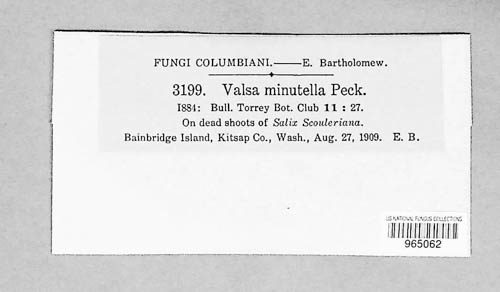 FUNGI COLUMBIANI.——E. Bartholomew.
3199. Valsa minutella Peck.
1884: Bull. Torrey Bot. Club 11 : 27.
On dead shoots of Salix Scouleriana.
Bainbridge Island, Kitsap Co., Wash., Aug. 27, 1909. E. B.
US NATIONAL FUNGUS COLLECTIONS
965062